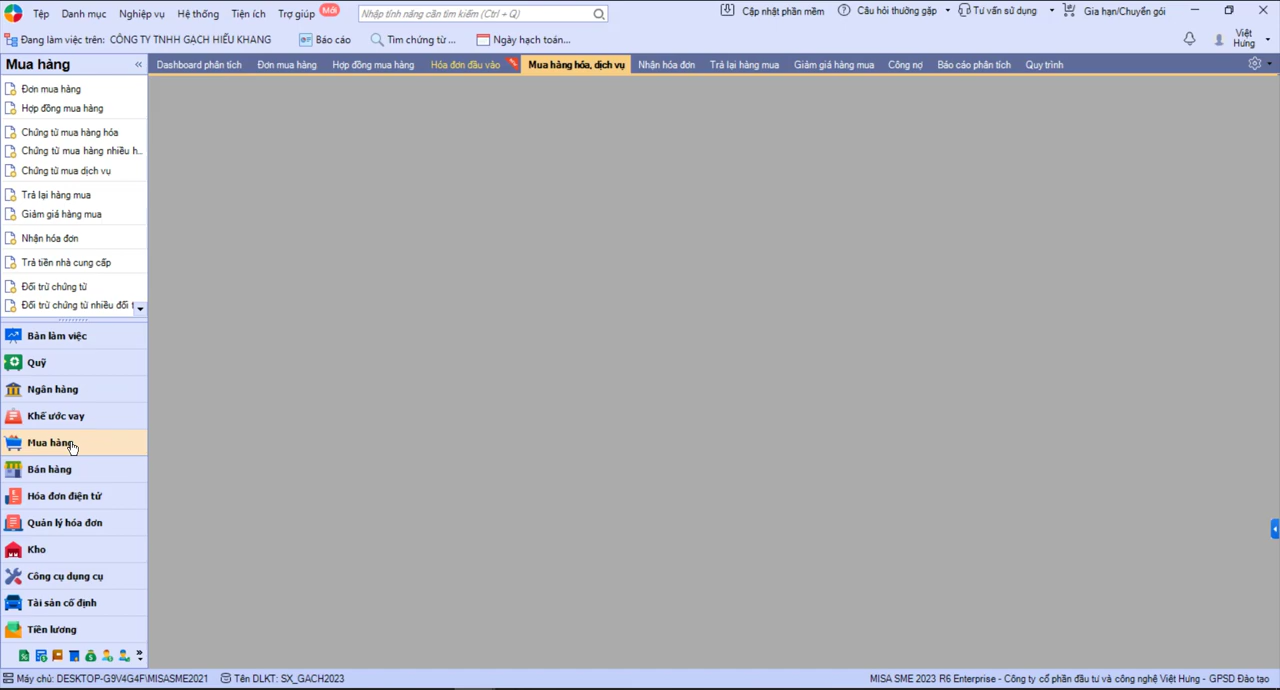 Tệp Danh mục Nghiệp vụ Hệ thống Tiện ích Trợ giúp Mới Nhập tính năng cần tìm kiếm (Ctrl + Q) Cập nhật phần mềm Câu hỏi thường gặp Tư vấn sử dụng Gia hạn/Chuyển gói
Đang làm việc trên: CÔNG TY TNHH GẠCH HIẾU KHANG Báo cáo Tìm chứng từ ... Ngày hạch toán... Việt Hưng
Mua hàng « Dashboard phân tích Đơn mua hàng Hợp đồng mua hàng Hóa đơn đầu vào Mua hàng hóa, dịch vụ Nhận hóa đơn Trả lại hàng mua Giảm giá hàng mua Công nợ Báo cáo phân tích Quy trình
Đơn mua hàng
Hợp đồng mua hàng
Chứng từ mua hàng hóa
Chứng từ mua hàng nhiều h...
Chứng từ mua dịch vụ
Trả lại hàng mua
Giảm giá hàng mua
Nhận hóa đơn
Trả tiền nhà cung cấp
Đối trừ chứng từ
Đối trừ chứng từ nhiều đối t
Bàn làm việc
Quỹ
Ngân hàng
Khế ước vay
Mua hàng
Bán hàng
Hóa đơn điện tử
Quản lý hóa đơn
Kho
Công cụ dụng cụ
Tài sản cố định
Tiền lương
Máy chủ: DESKTOP-G9V4G4F\MISASME2021 Tên DLKT: SX_GACH2023 MISA SME 2023 R6 Enterprise - Công ty cổ phần đầu tư và công nghệ Việt Hưng - GPSD Đào tạo